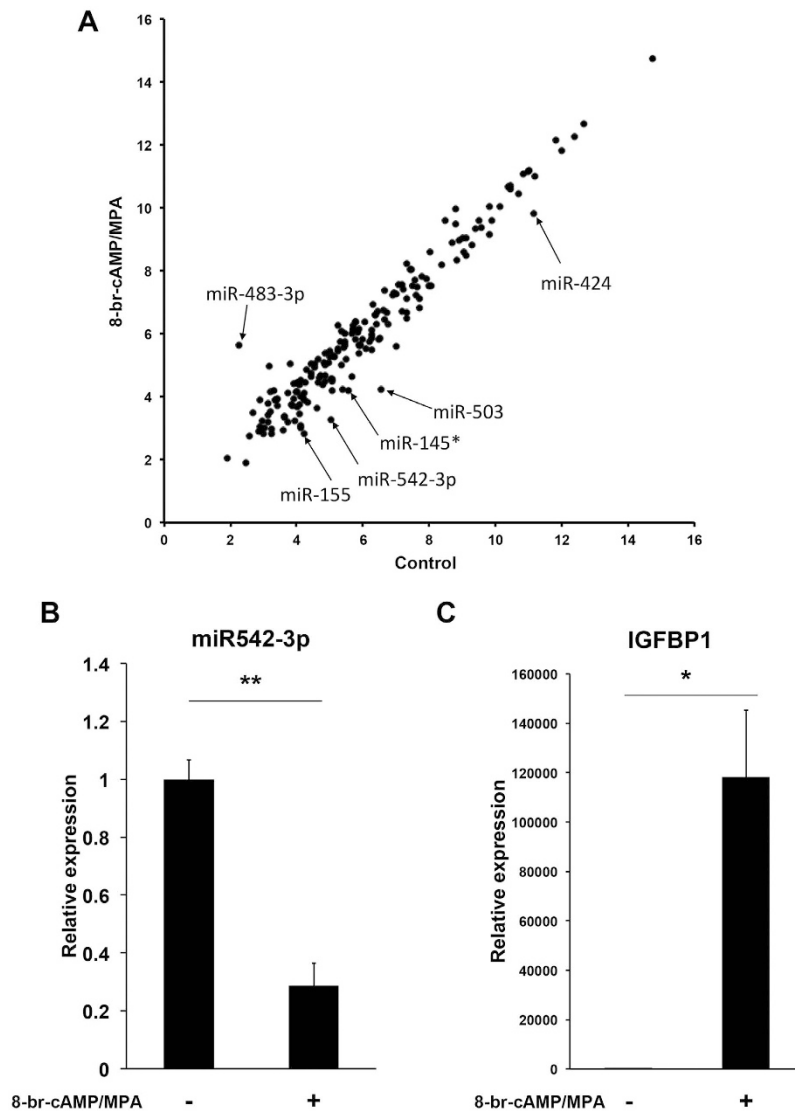 A
16
14
12
10
8
6
4
2
0
8-br-cAMP/MPA
miR-483-3p
miR-424
miR-503
miR-145*
miR-542-3p
miR-155
0 2 4 6 8 10 12 14 16
Control
B
miR542-3p
1.4
1.2
1
0.8
0.6
0.4
0.2
0
Relative expression
**
8-br-cAMP/MPA - +
C
IGFBP1
160000
140000
120000
100000
80000
60000
40000
20000
0
Relative expression
*
8-br-cAMP/MPA - +